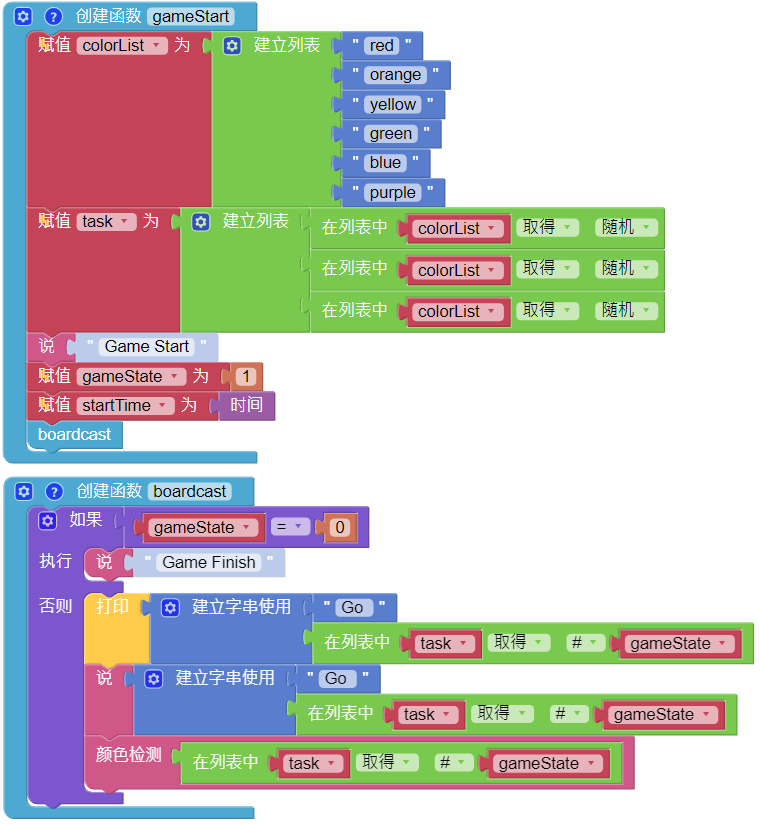 创建函数 gameStart
赋值 colorList 为 建立列表 " red "
" orange "
" yellow "
" green "
" blue "
" purple "
赋值 task 为 建立列表 在列表中 colorList 取得 随机
在列表中 colorList 取得 随机
在列表中 colorList 取得 随机
说 " Game Start "
赋值 gameState 为 1
赋值 startTime 为 时间
boardcast
创建函数 boardcast
如果 gameState = 0
执行 说 " Game Finish "
否则 打印 建立字串使用 " Go "
在列表中 task 取得 # gameState
说 建立字串使用 " Go "
在列表中 task 取得 # gameState
颜色检测 在列表中 task 取得 # gameState